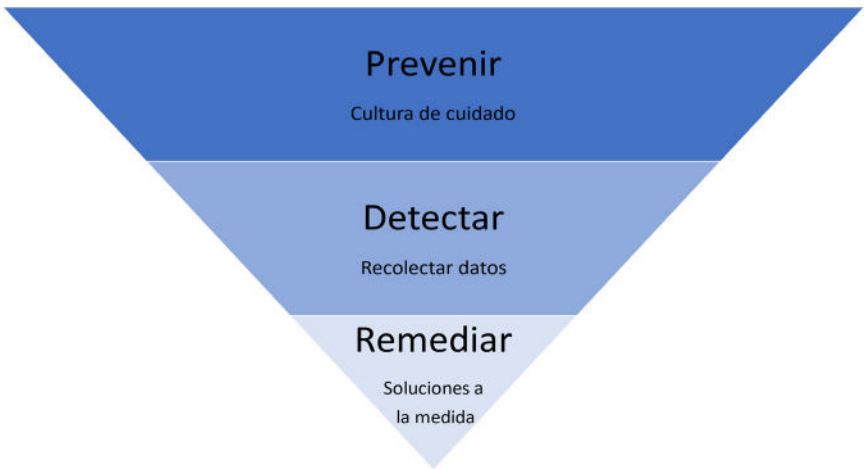 Prevenir
Cultura de cuidado
Detectar
Recolectar datos
Remediar
Soluciones a
la medida